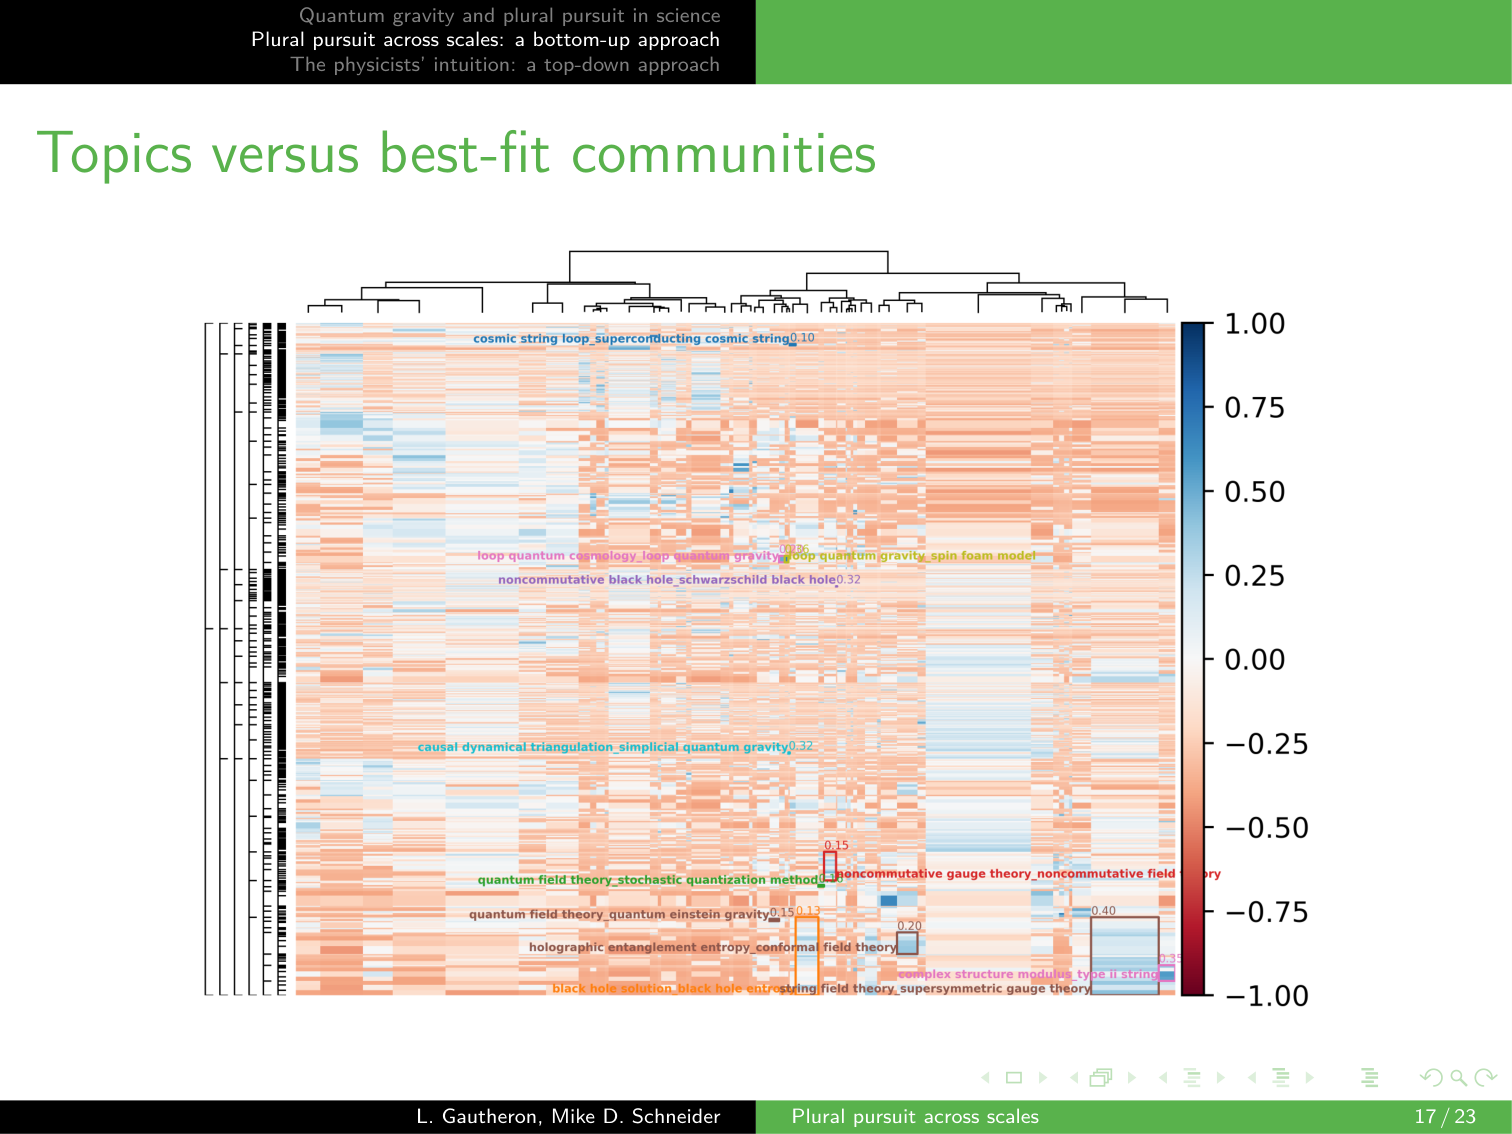 Quantum gravity and plural pursuit in science
Plural pursuit across scales: a bottom-up approach
The physicists' intuition: a top-down approach
Topics versus best-fit communities
cosmic string loop_superconducting cosmic string 0.10
loop quantum cosmology_loop quantum gravity
loop quantum gravity_spin foam model
noncommutative black hole_schwarzschild black hole 0.32
causal dynamical triangulation_simplicial quantum gravity 0.32
0.15
noncommutative gauge theory_noncommutative field theory
quantum field theory_stochastic quantization method
quantum field theory_quantum einstein gravity 0.15 0.13
0.40
0.20
holographic entanglement entropy_conformal field theory
0.35
complex structure modulus_type ii string
black hole solution_black hole entropy
string field theory_supersymmetric gauge theory
1.00
0.75
0.50
0.25
0.00
−0.25
−0.50
−0.75
−1.00
L. Gautheron, Mike D. Schneider
Plural pursuit across scales
17 / 23